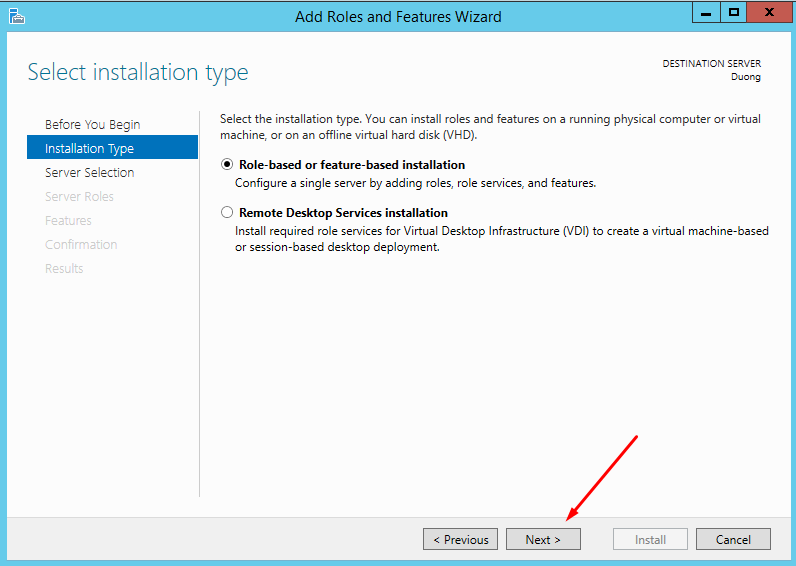 Add Roles and Features Wizard
Select installation type
DESTINATION SERVER
Duong
Before You Begin
Installation Type
Server Selection
Server Roles
Features
Confirmation
Results
Select the installation type. You can install roles and features on a running physical computer or virtual
machine, or on an offline virtual hard disk (VHD).
Role-based or feature-based installation
Configure a single server by adding roles, role services, and features.
Remote Desktop Services installation
Install required role services for Virtual Desktop Infrastructure (VDI) to create a virtual machine-based
or session-based desktop deployment.
< Previous
Next >
Install
Cancel